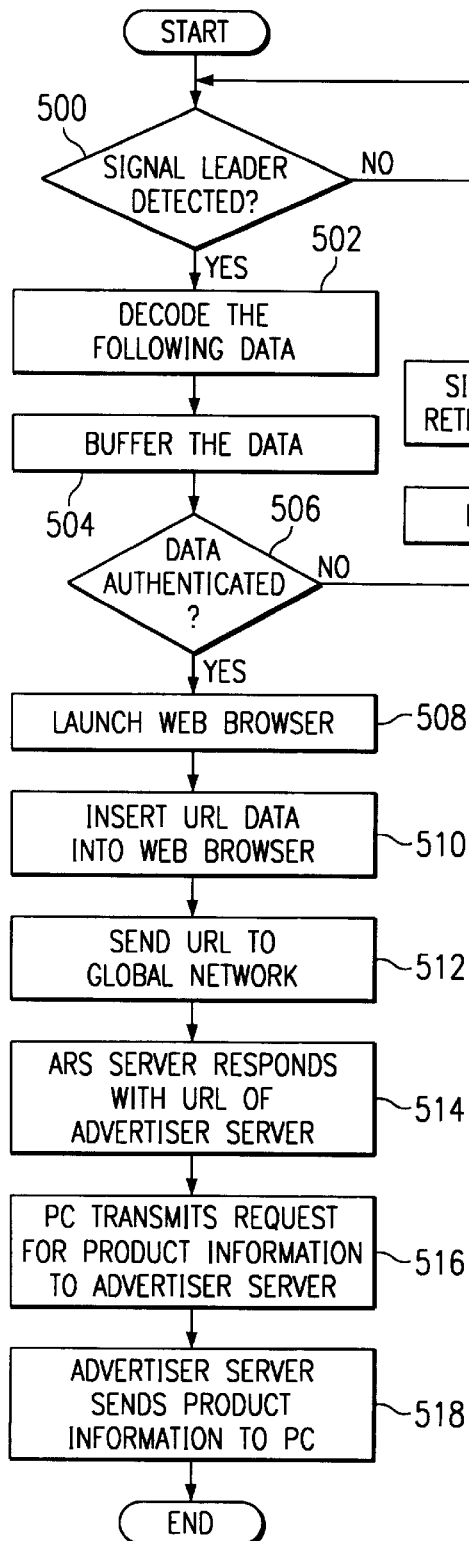 START
500
SIGNAL LEADER
DETECTED?
NO
YES
502
DECODE THE
FOLLOWING DATA
BUFFER THE DATA
504
506
DATA
AUTHENTICATED
?
NO
YES
LAUNCH WEB BROWSER
508
INSERT URL DATA
INTO WEB BROWSER
510
SEND URL TO
GLOBAL NETWORK
512
ARS SERVER RESPONDS
WITH URL OF
ADVERTISER SERVER
514
PC TRANSMITS REQUEST
FOR PRODUCT INFORMATION
TO ADVERTISER SERVER
516
ADVERTISER SERVER
SENDS PRODUCT
INFORMATION TO PC
518
END